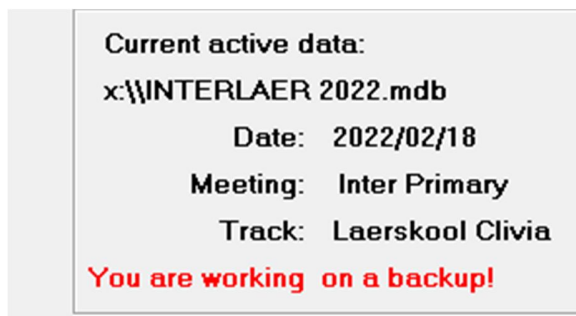 Current active data:
x:\\INTERLAER 2022.mdb
Date: 2022/02/18
Meeting: Inter Primary
Track: Laerskool Clivia
You are working on a backup!